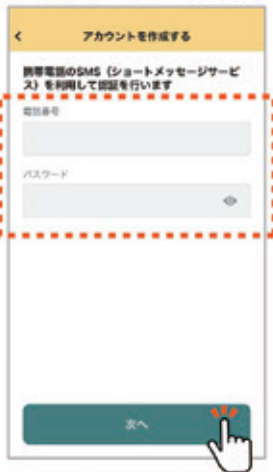 アカウントを作成する
携帯電話のSMS（ショートメッセージサービ
ス）を利用して認証を行います
電話番号
パスワード
次へ